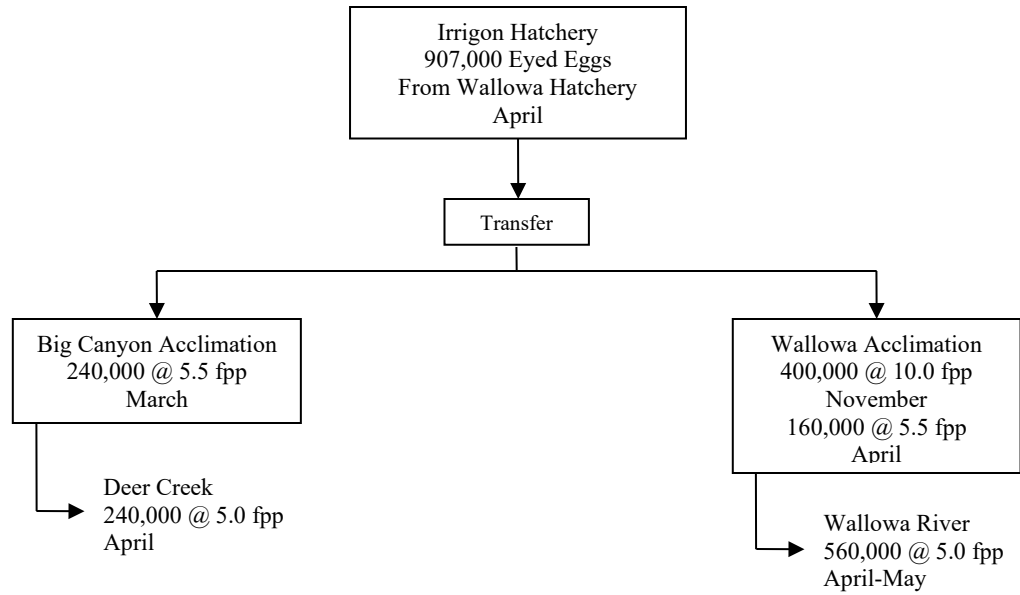 Irrigon Hatchery
907,000 Eyed Eggs
From Wallowa Hatchery
April
Transfer
Big Canyon Acclimation
240,000 @ 5.5 fpp
March
Wallowa Acclimation
400,000 @ 10.0 fpp
November
160,000 @ 5.5 fpp
April
Deer Creek
240,000 @ 5.0 fpp
April
Wallowa River
560,000 @ 5.0 fpp
April-May